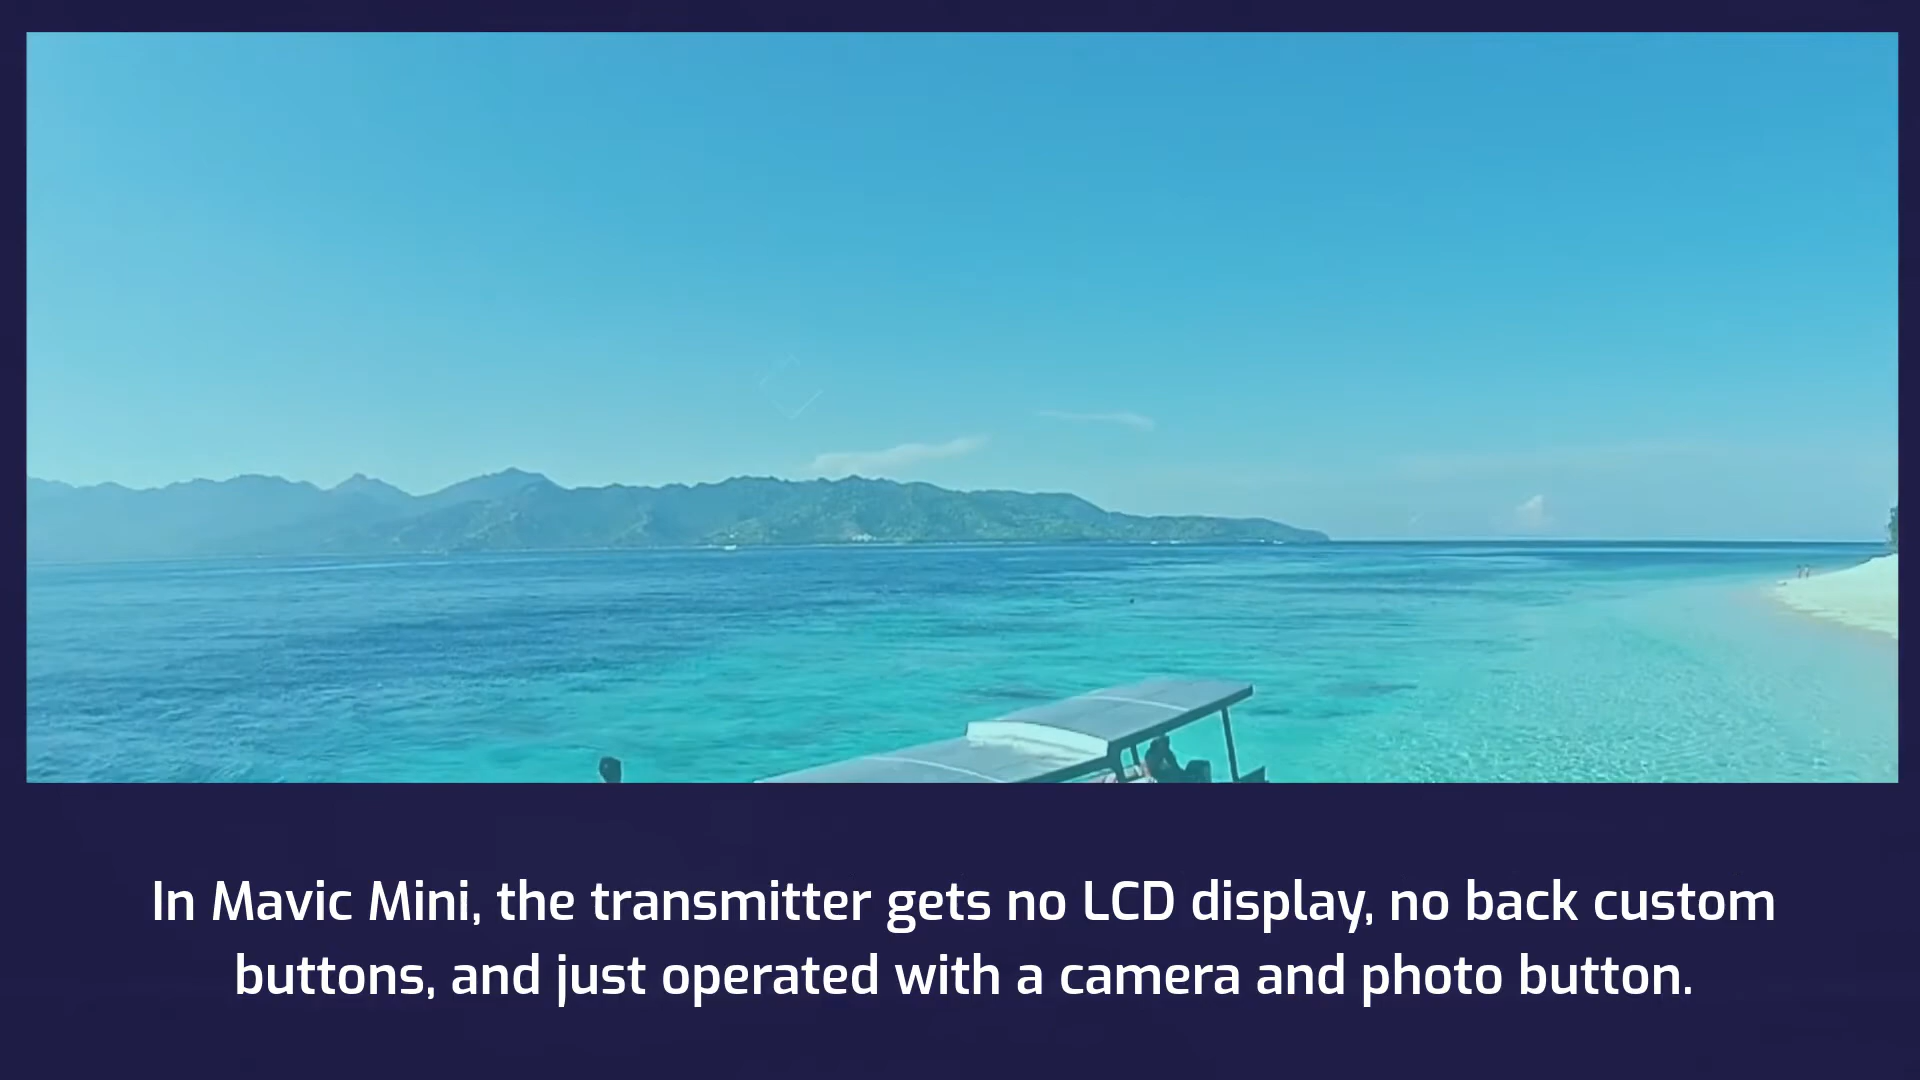 In Mavic Mini, the transmitter gets no LCD display, no back custom
buttons, and just operated with a camera and photo button.